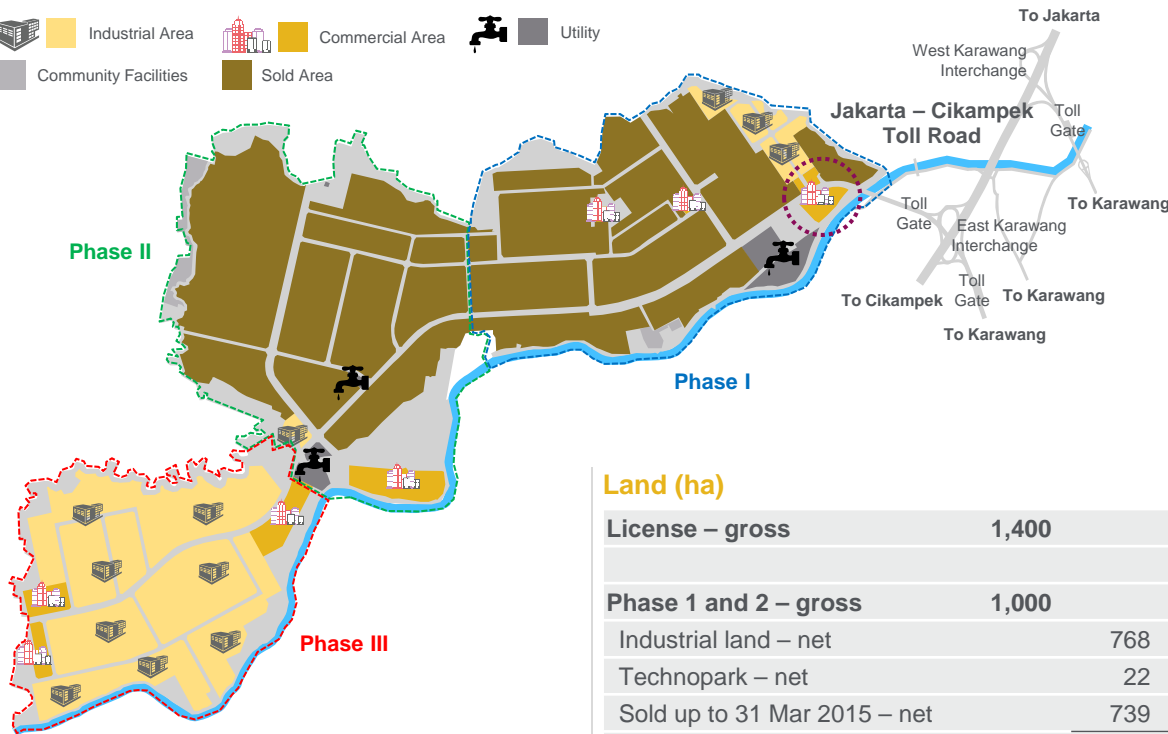 Industrial Area
Commercial Area
Utility
Community Facilities
Sold Area
To Jakarta
West Karawang
Interchange
Jakarta – Cikampek
Toll Road
Toll
Gate
To Karawang
Toll
Gate
East Karawang
Interchange
To Cikampek
Toll
Gate
To Karawang
To Karawang
Phase II
Phase I
Phase III
Land (ha)
License – gross 1,400
Phase 1 and 2 – gross 1,000
Industrial land – net 768
Technopark – net 22
Sold up to 31 Mar 2015 – net 739